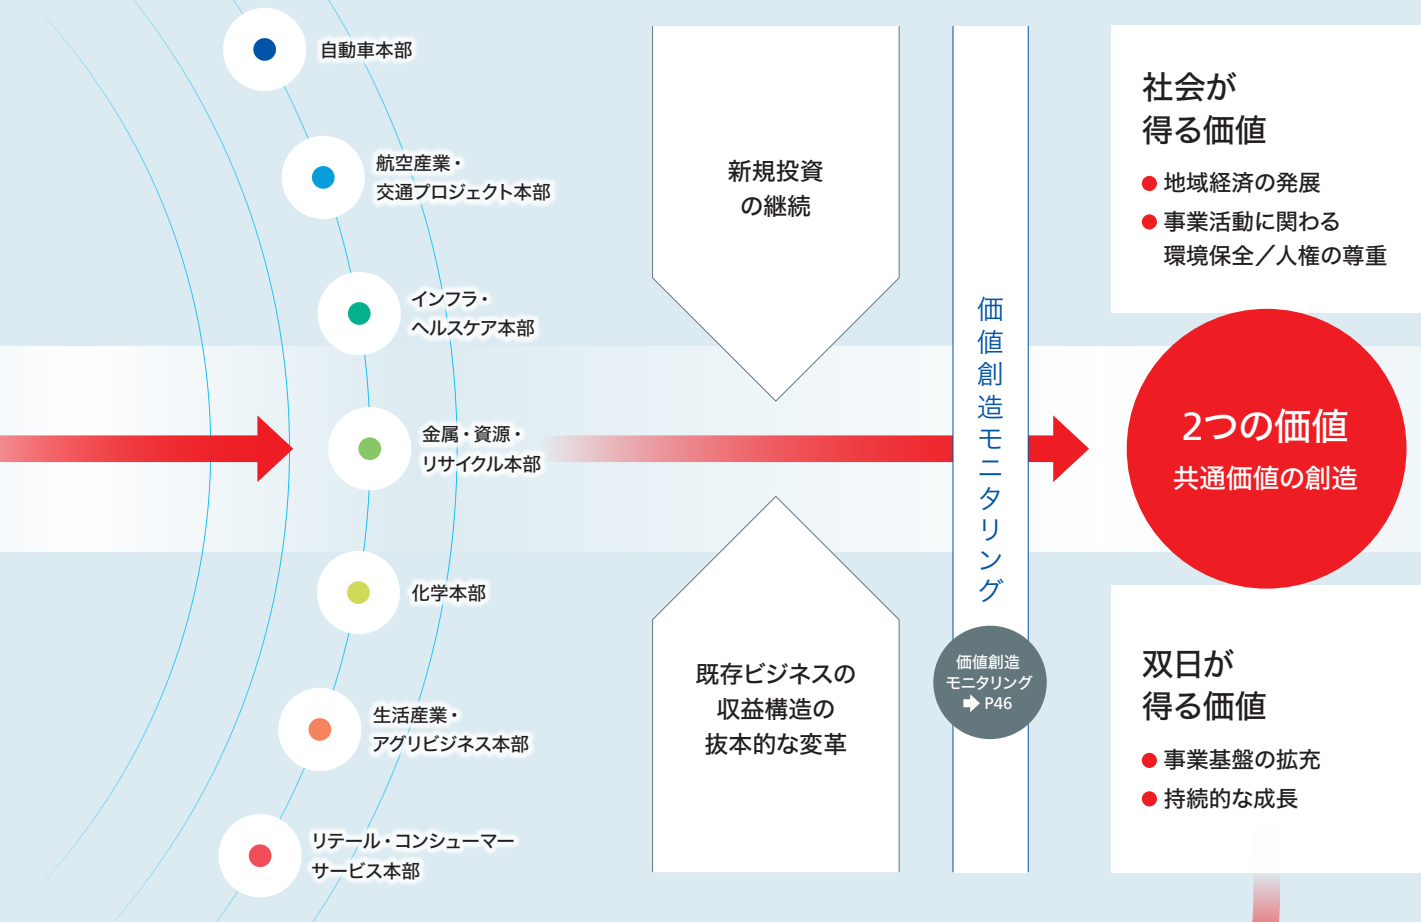 自動車本部
航空産業・
交通プロジェクト本部
インフラ・
ヘルスケア本部
金属・資源・
リサイクル本部
化学本部
生活産業・
アグリビジネス本部
リテール・コンシューマー
サービス本部
新規投資
の継続
既存ビジネスの
収益構造の
抜本的な変革
価値創造モニタリング
価値創造
モニタリング
P46
社会が
得る価値
地域経済の発展
事業活動に関わる
環境保全／人権の尊重
2つの価値
共通価値の創造
双日が
得る価値
事業基盤の拡充
持続的な成長